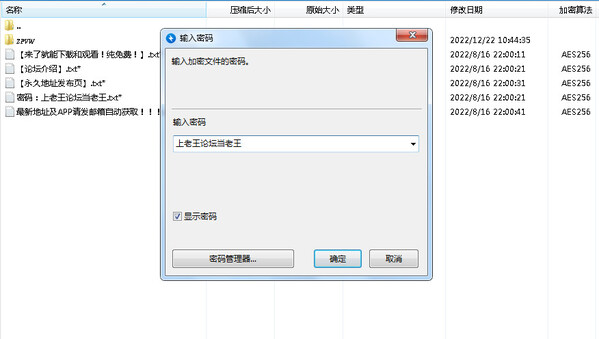 名称 压缩后大小 原始大小 类型 修改日期 加密算法
..
zpvw 2022/12/22 10:44:35
【来了就能下载和观看！纯免费！】.txt* 2022/8/16 22:00:11 AES256
【论坛介绍】.txt* 2022/8/16 22:00:21 AES256
【永久地址发布页】.txt* 2022/8/16 22:00:31 AES256
密码：上老王论坛当老王.txt* 2022/8/16 22:00:21 AES256
最新地址及APP请发邮箱自动获取！！！ 2022/8/16 22:00:41 AES256
输入密码
输入加密文件的密码。
输入密码
上老王论坛当老王
显示密码
密码管理器... 确定 取消